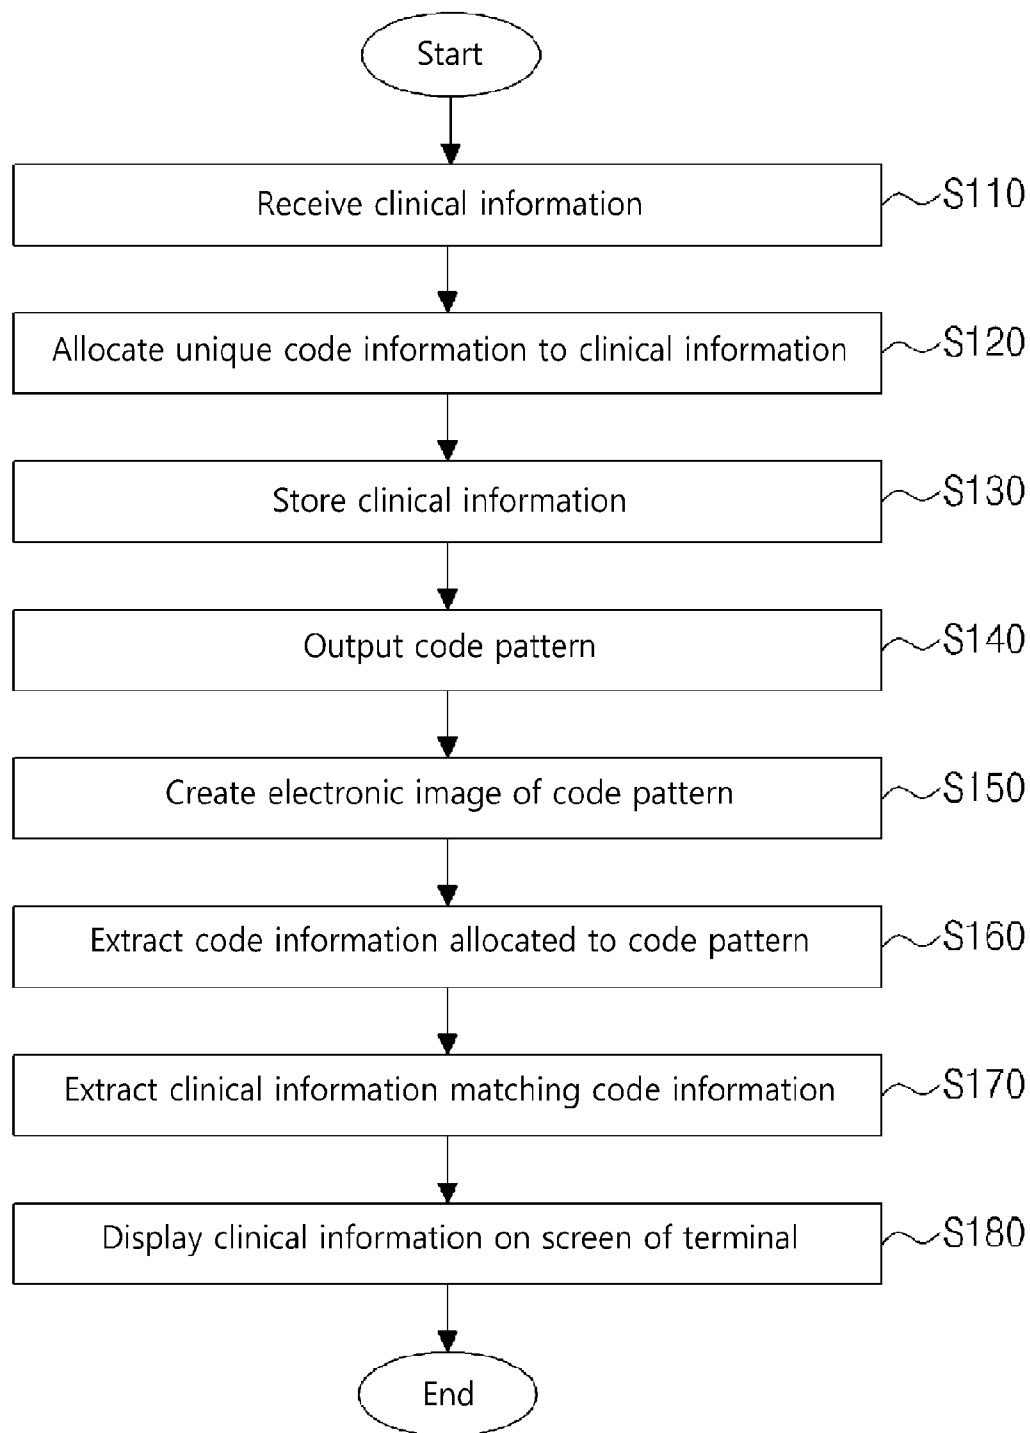 Start
Receive clinical information
S110
Allocate unique code information to clinical information
S120
Store clinical information
S130
Output code pattern
S140
Create electronic image of code pattern
S150
Extract code information allocated to code pattern
S160
Extract clinical information matching code information
S170
Display clinical information on screen of terminal
S180
End